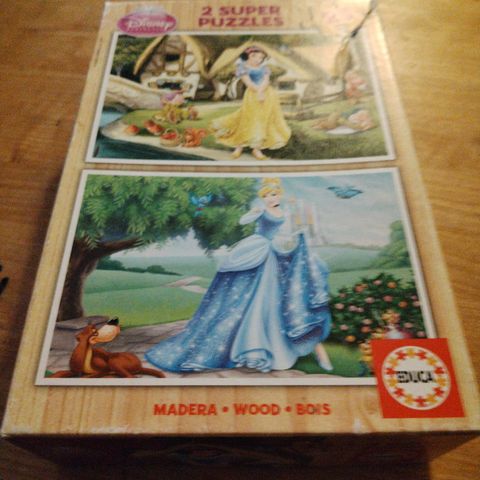 Disney
2 SUPER
PUZZLES
EDUCA
MADERA • WOOD • BOIS